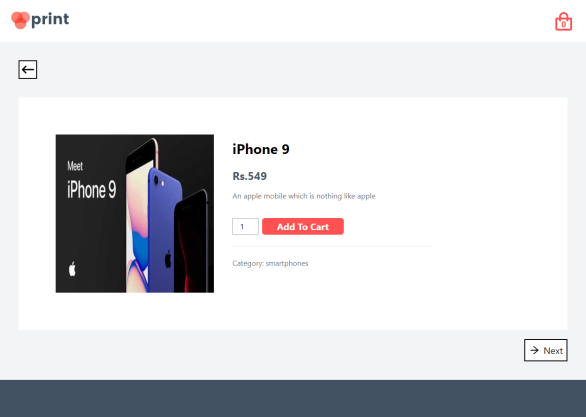 print
0
Meet
iPhone 9
iPhone 9
Rs.549
An apple mobile which is nothing like apple
1
Add To Cart
Category: smartphones
Next